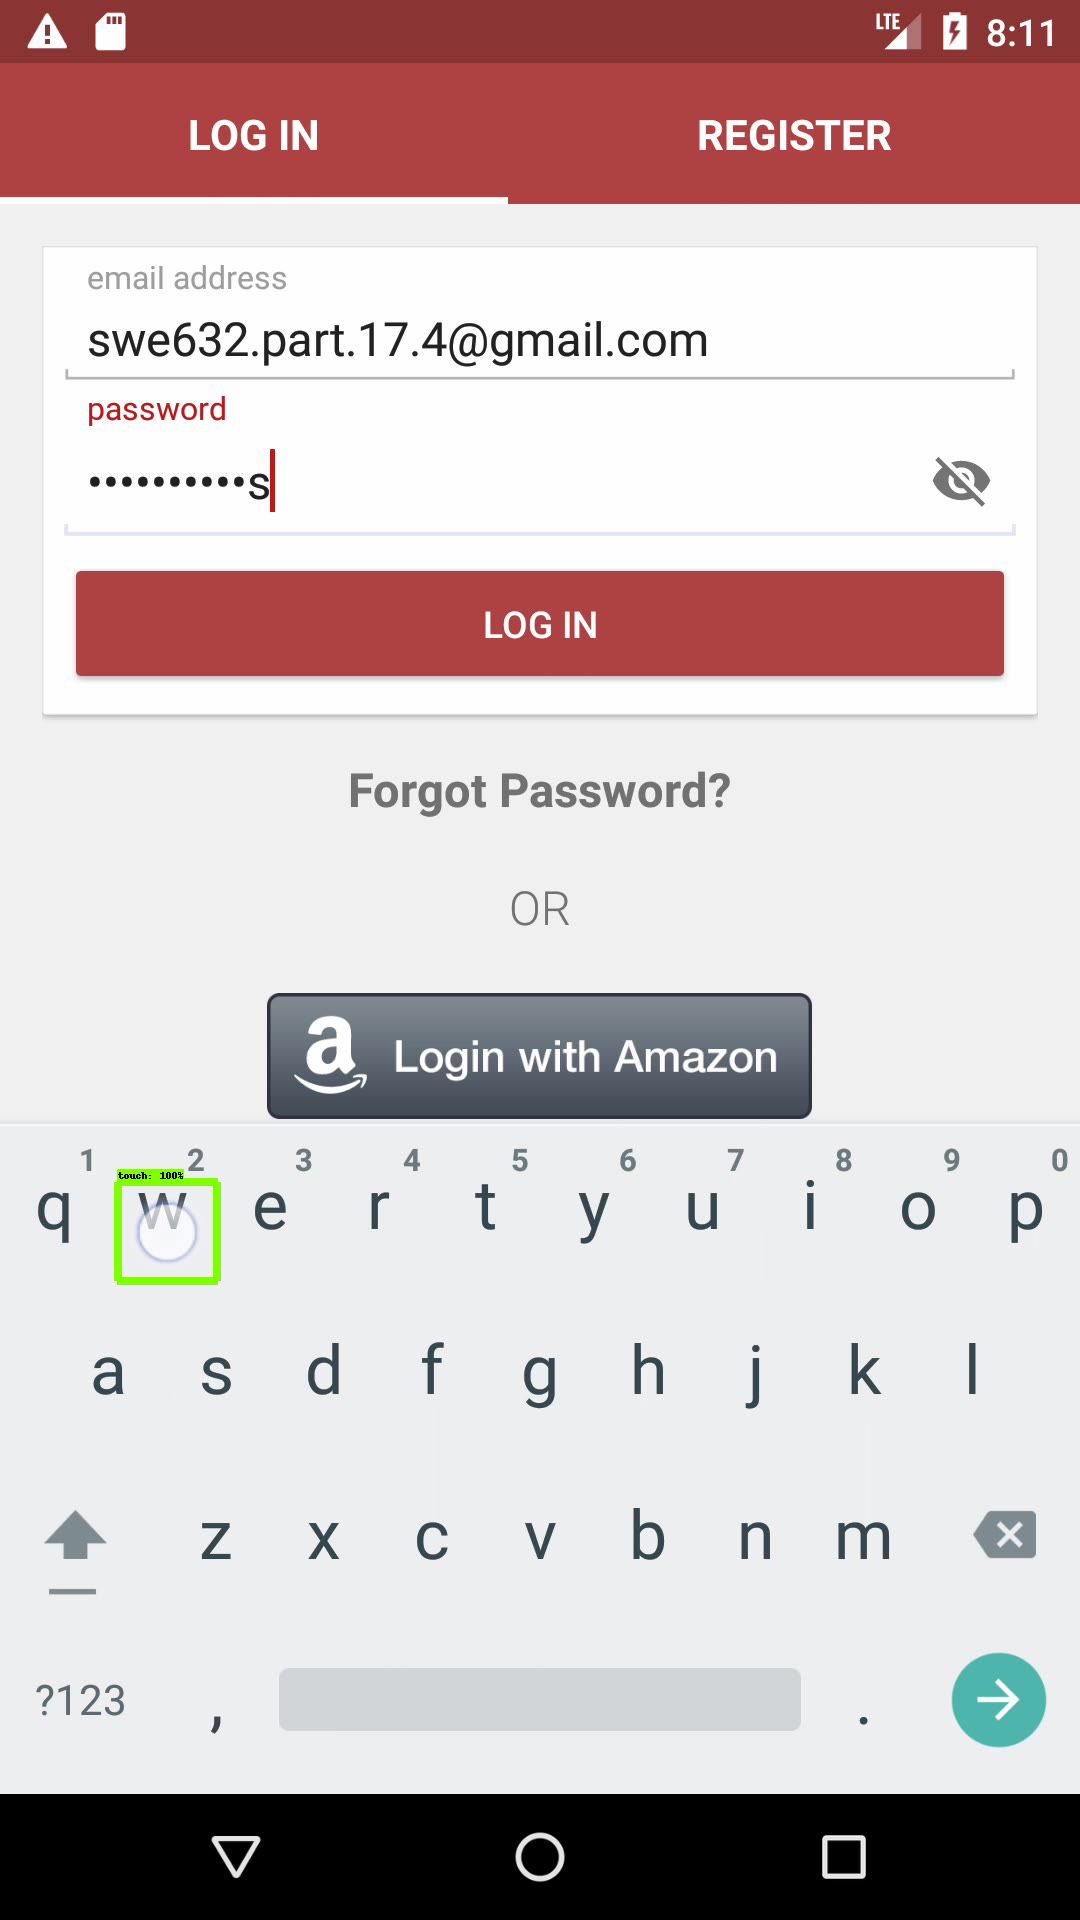 LTE 8:11
LOG IN REGISTER
email address
swe632.part.17.4@gmail.com
password
••••••••••s
LOG IN
Forgot Password?
OR
a Login with Amazon
1 2 3 4 5 6 7 8 9 0
touch: 100%
q w e r t y u i o p
a s d f g h j k l
z x c v b n m
?123 , .